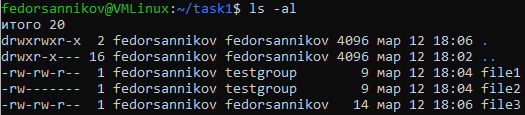 fedorsannikov@VMLinux:~/task1$ ls -al
итого 20
drwxrwxr-x  2 fedorsannikov fedorsannikov 4096 мар 12 18:06 .
drwxr-x--- 16 fedorsannikov fedorsannikov 4096 мар 12 18:02 ..
-rw-rw-r--  1 fedorsannikov testgroup        9 мар 12 18:04 file1
-rw-------  1 fedorsannikov testgroup        9 мар 12 18:04 file2
-rw-rw-r--  1 fedorsannikov fedorsannikov   14 мар 12 18:06 file3